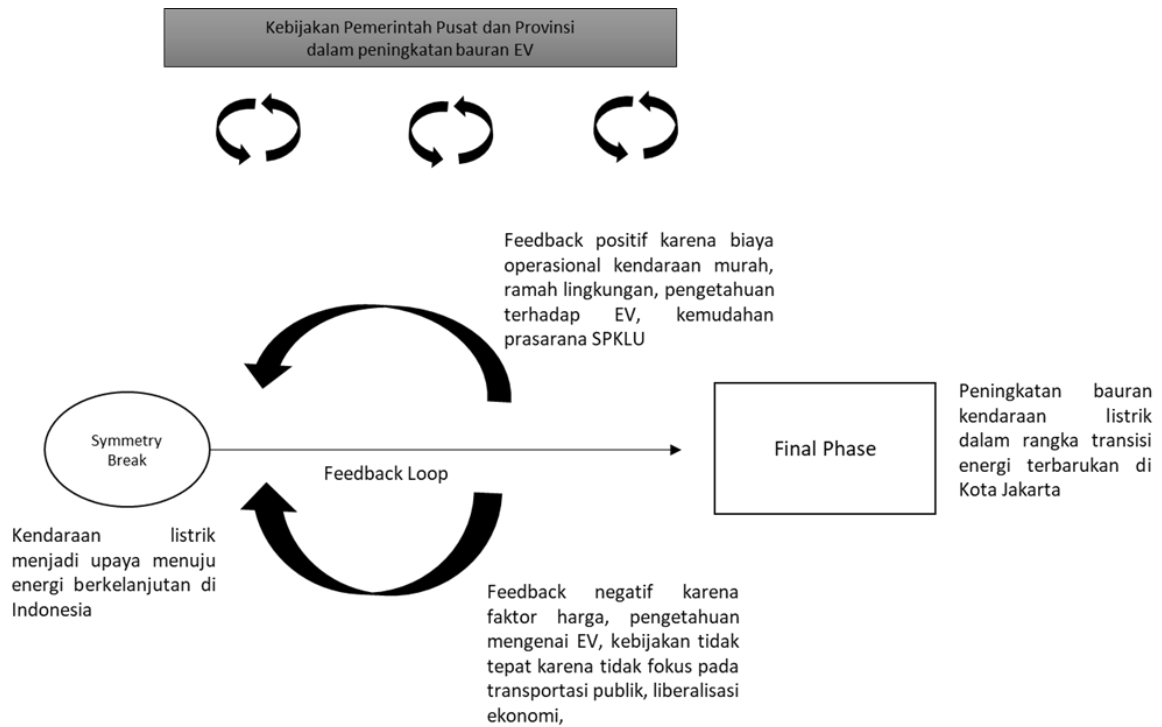 Kebijakan Pemerintah Pusat dan Provinsi
dalam peningkatan bauran EV
Feedback positif karena biaya
operasional kendaraan murah,
ramah lingkungan, pengetahuan
terhadap EV, kemudahan
prasarana SPKLU
Symmetry
Break
Feedback Loop
Final Phase
Peningkatan bauran
kendaraan listrik
dalam rangka transisi
energi terbarukan di
Kota Jakarta
Kendaraan listrik
menjadi upaya menuju
energi berkelanjutan di
Indonesia
Feedback negatif karena
faktor harga, pengetahuan
mengenai EV, kebijakan tidak
tepat karena tidak fokus pada
transportasi publik, liberalisasi
ekonomi,